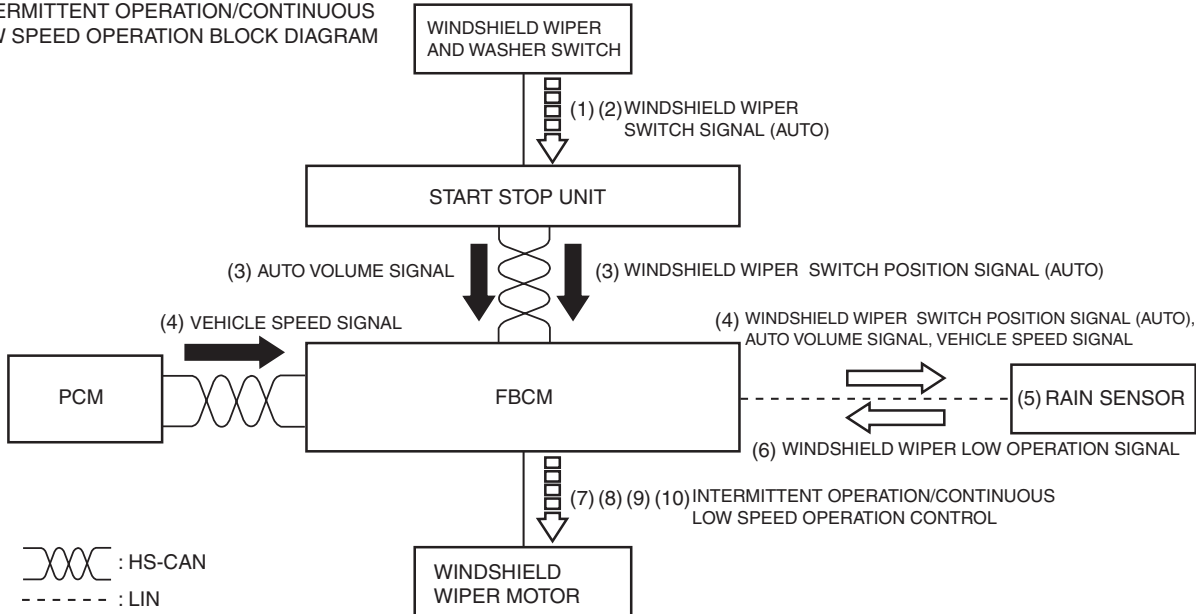 SPEED OPERATION BLOCK DIAGRAM
WINDSHIELD WIPER
AND WASHER SWITCH
(1) (2) WINDSHIELD WIPER
SWITCH SIGNAL (AUTO)
START STOP UNIT
(3) AUTO VOLUME SIGNAL
(3) WINDSHIELD WIPER SWITCH POSITION SIGNAL (AUTO)
(4) VEHICLE SPEED SIGNAL
(4) WINDSHIELD WIPER SWITCH POSITION SIGNAL (AUTO),
AUTO VOLUME SIGNAL, VEHICLE SPEED SIGNAL
PCM
FBCM
(5) RAIN SENSOR
(6) WINDSHIELD WIPER LOW OPERATION SIGNAL
(7) (8) (9) (10) INTERMITTENT OPERATION/CONTINUOUS
LOW SPEED OPERATION CONTROL
WINDSHIELD
WIPER MOTOR
: HS-CAN
: LIN